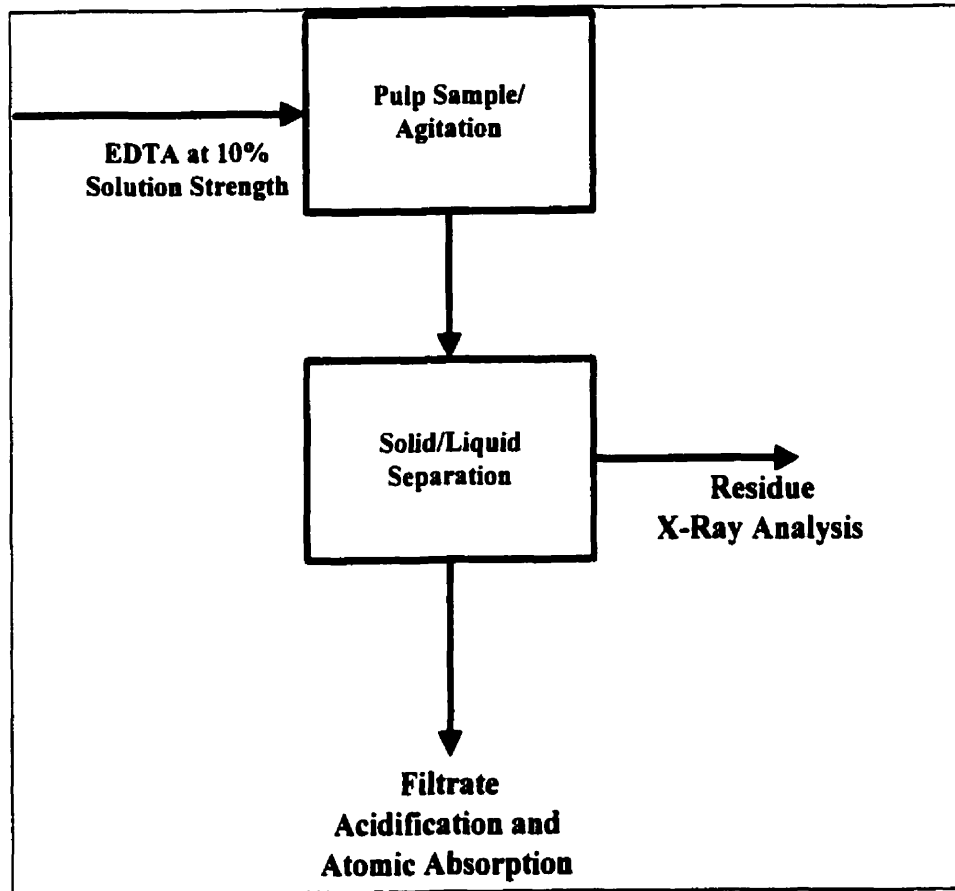 Pulp Sample/
Agitation
EDTA at 10%
Solution Strength
Solid/Liquid
Separation
Residue
X-Ray Analysis
Filtrate
Acidification and
Atomic Absorption